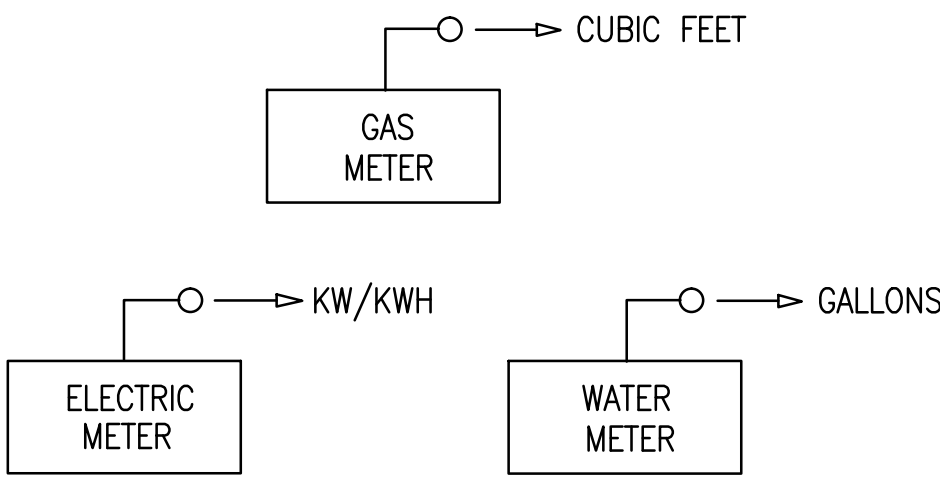 CUBIC FEET
GAS
METER
KW/KWH
GALLONS
ELECTRIC
METER
WATER
METER